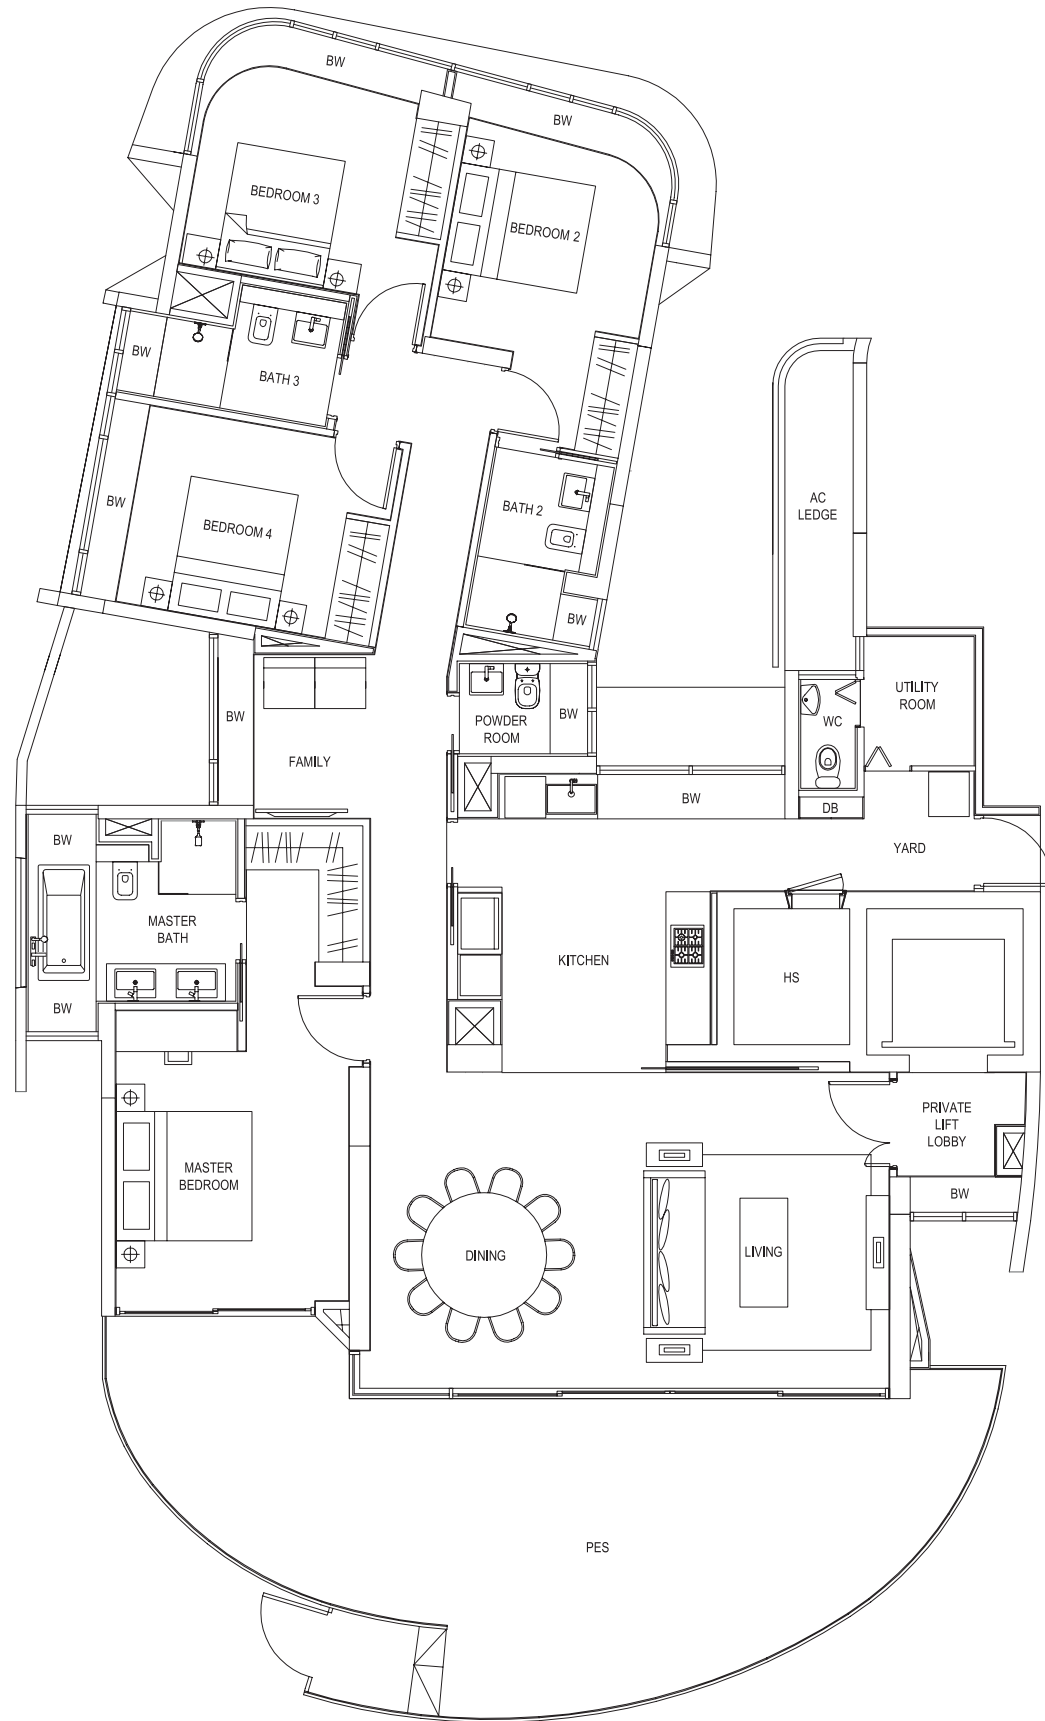 BW
BW
BEDROOM 3
BEDROOM 2
BW
BATH 3
BW
BEDROOM 4
BATH 2
AC
LEDGE
BW
UTILITY
ROOM
BW
POWDER
ROOM
BW
WC
FAMILY
BW
DB
BW
YARD
MASTER
BATH
KITCHEN
HS
BW
PRIVATE
LIFT
LOBBY
MASTER
BEDROOM
BW
DINING
LIVING
PES